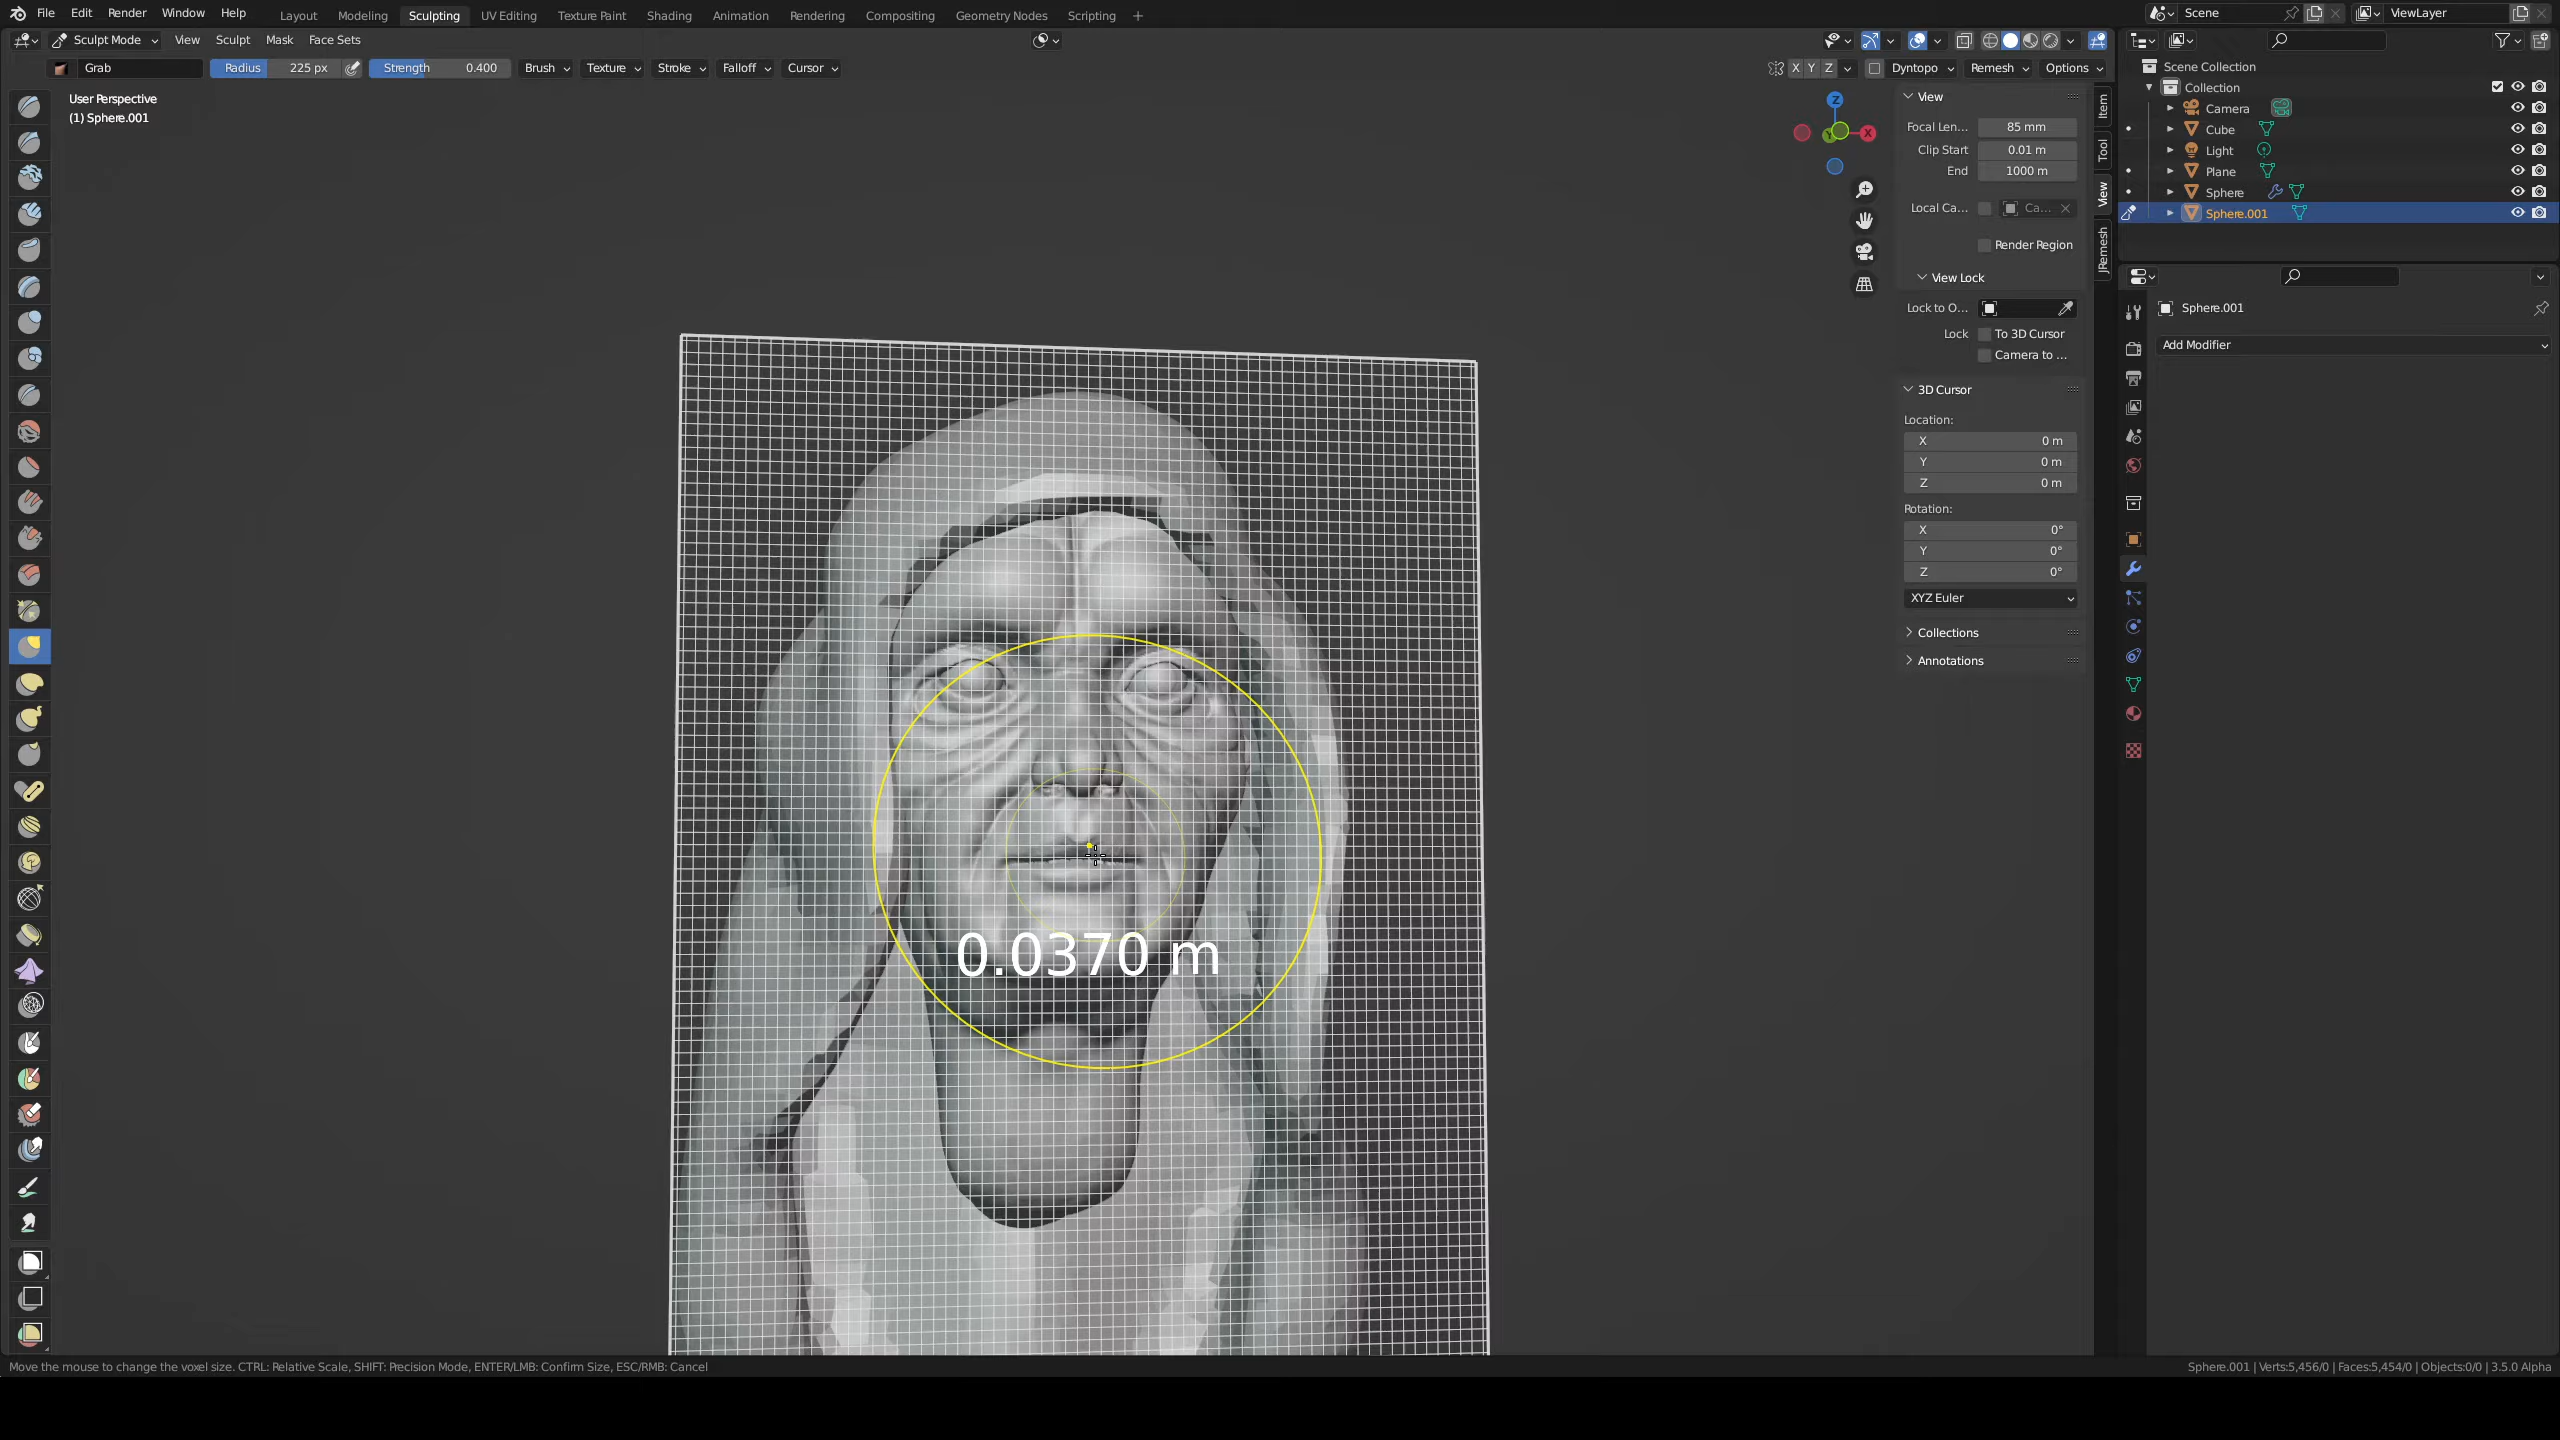 File Edit Render Window Help Layout Modeling Sculpting UV Editing Texture Paint Shading Animation Rendering Compositing Geometry Nodes Scripting Scene ViewLayer
Sculpt Mode View Sculpt Mask Face Sets
Grab Radius 225 px Strength 0.400 Brush Texture Stroke Falloff Cursor X Y Z Dyntopo Remesh Options
User Perspective
(1) Sphere.001
Z
X
Y
0.0370 m
View
Focal Len... 85 mm
Clip Start 0.01 m
End 1000 m
Local Ca... Ca...
Render Region
View Lock
Lock to O...
Lock To 3D Cursor
Camera to ...
3D Cursor
Location:
X 0 m
Y 0 m
Z 0 m
Rotation:
X 0°
Y 0°
Z 0°
XYZ Euler
Collections
Annotations
Item
Tool
View
JRemesh
Scene Collection
Collection
Camera
Cube
Light
Plane
Sphere
Sphere.001
Sphere.001
Add Modifier
Move the mouse to change the voxel size. CTRL: Relative Scale, SHIFT: Precision Mode, ENTER/LMB: Confirm Size, ESC/RMB: Cancel
Sphere.001 | Verts:5,456/0 | Faces:5,454/0 | Objects:0/0 | 3.5.0 Alpha